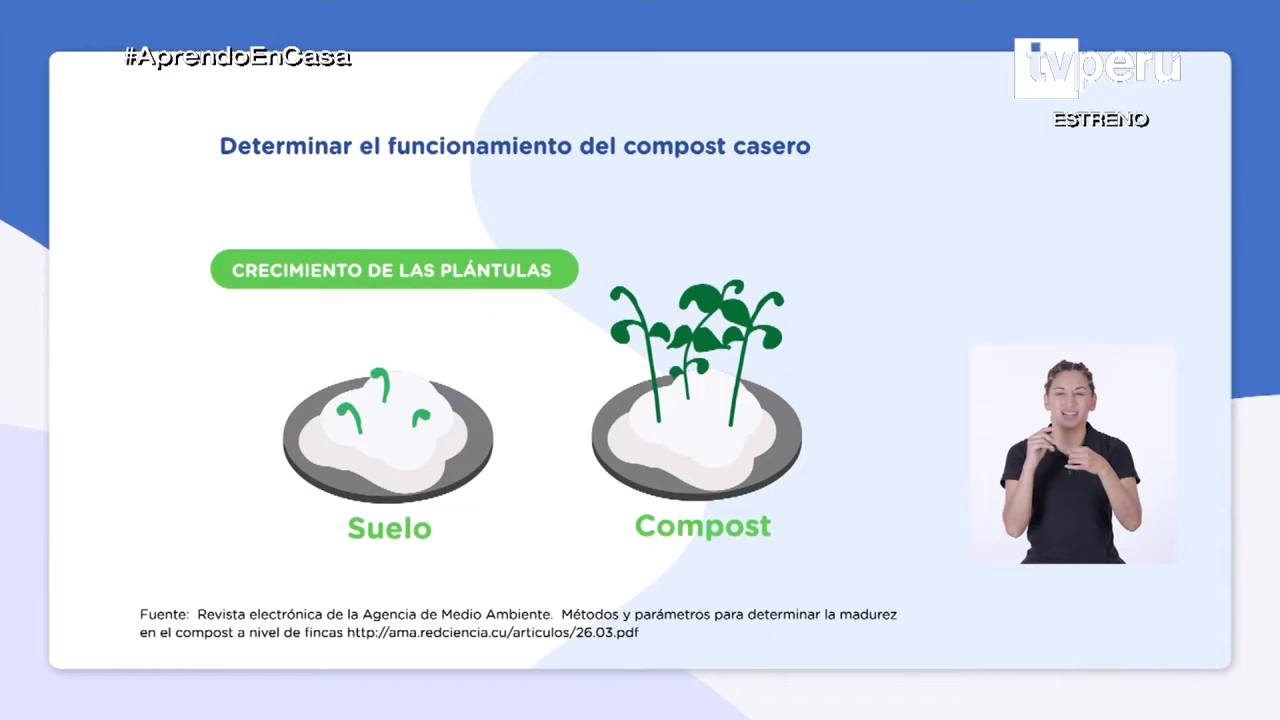 #AprendoEnCasa
tvperú
ESTRENO
Determinar el funcionamiento del compost casero
CRECIMIENTO DE LAS PLÁNTULAS
Suelo
Compost
Fuente: Revista electrónica de la Agencia de Medio Ambiente. Métodos y parámetros para determinar la madurez
en el compost a nivel de fincas http://ama.redciencia.cu/articulos/26.03.pdf